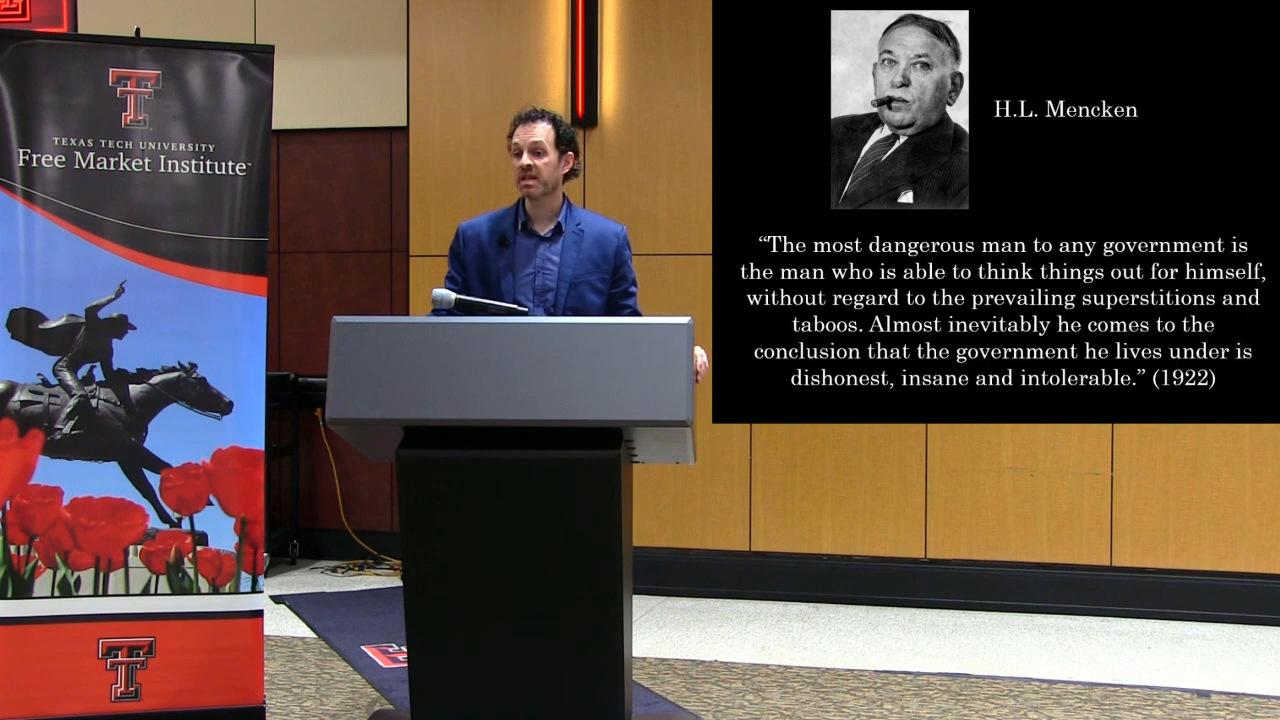 TEXAS TECH UNIVERSITY
Free Market Institute™
H.L. Mencken
“The most dangerous man to any government is
the man who is able to think things out for himself,
without regard to the prevailing superstitions and
taboos. Almost inevitably he comes to the
conclusion that the government he lives under is
dishonest, insane and intolerable.” (1922)